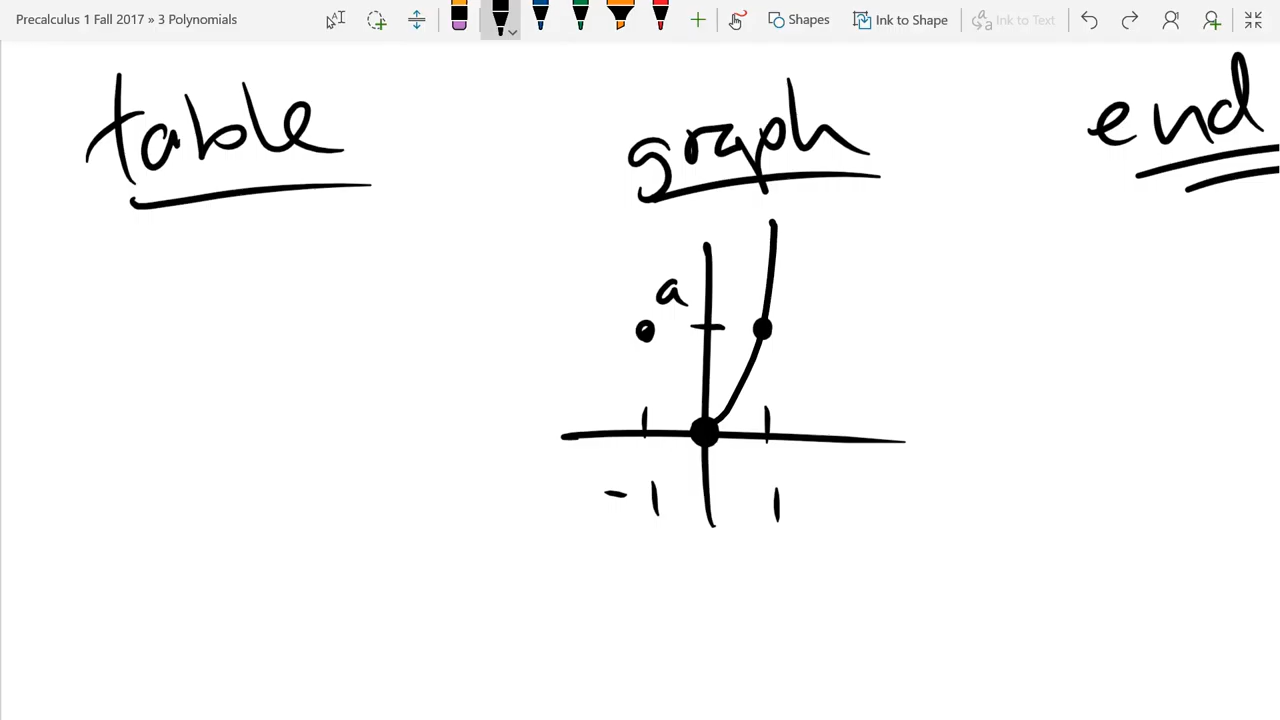 Precalculus 1 Fall 2017 » 3 Polynomials
Shapes
Ink to Shape
Ink to Text
table
graph
end
a
-1
1